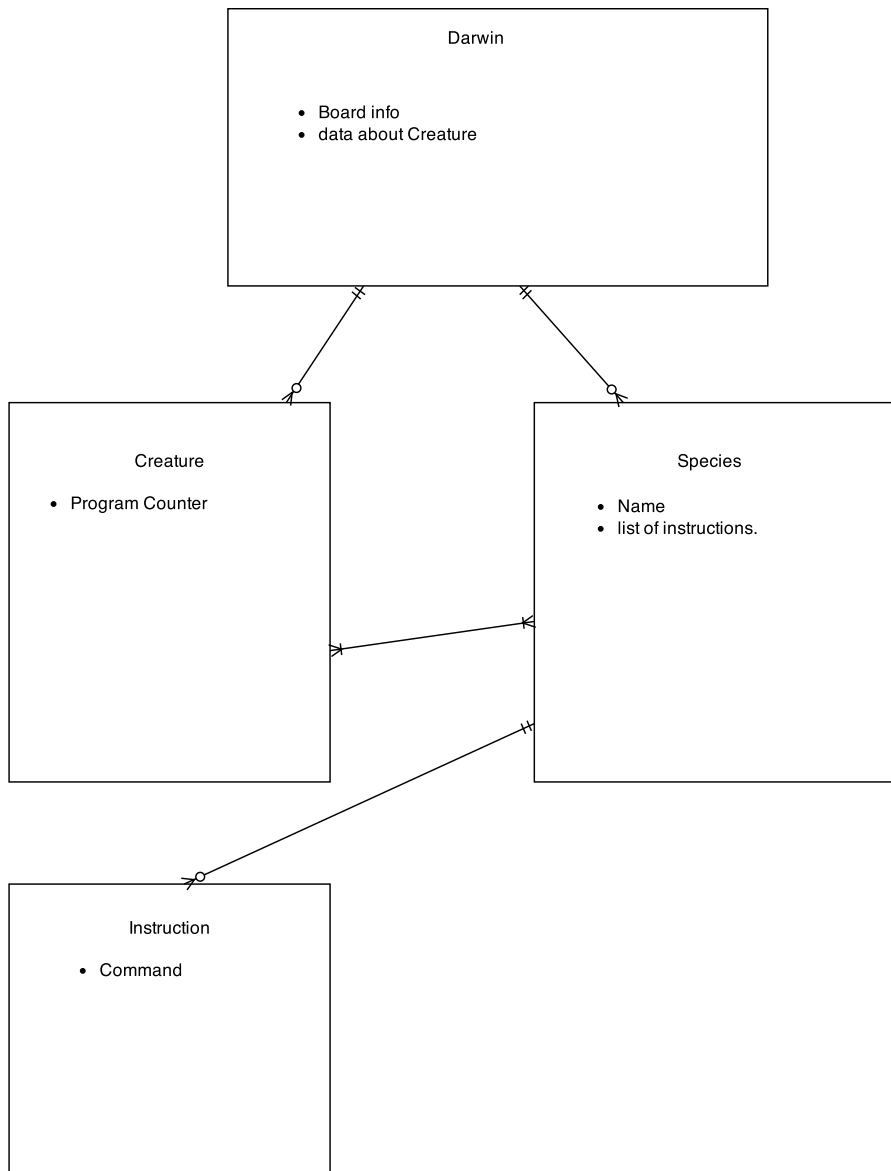 Darwin
• Board info
• data about Creature
Creature
• Program Counter
Species
• Name
• list of instructions.
Instruction
• Command